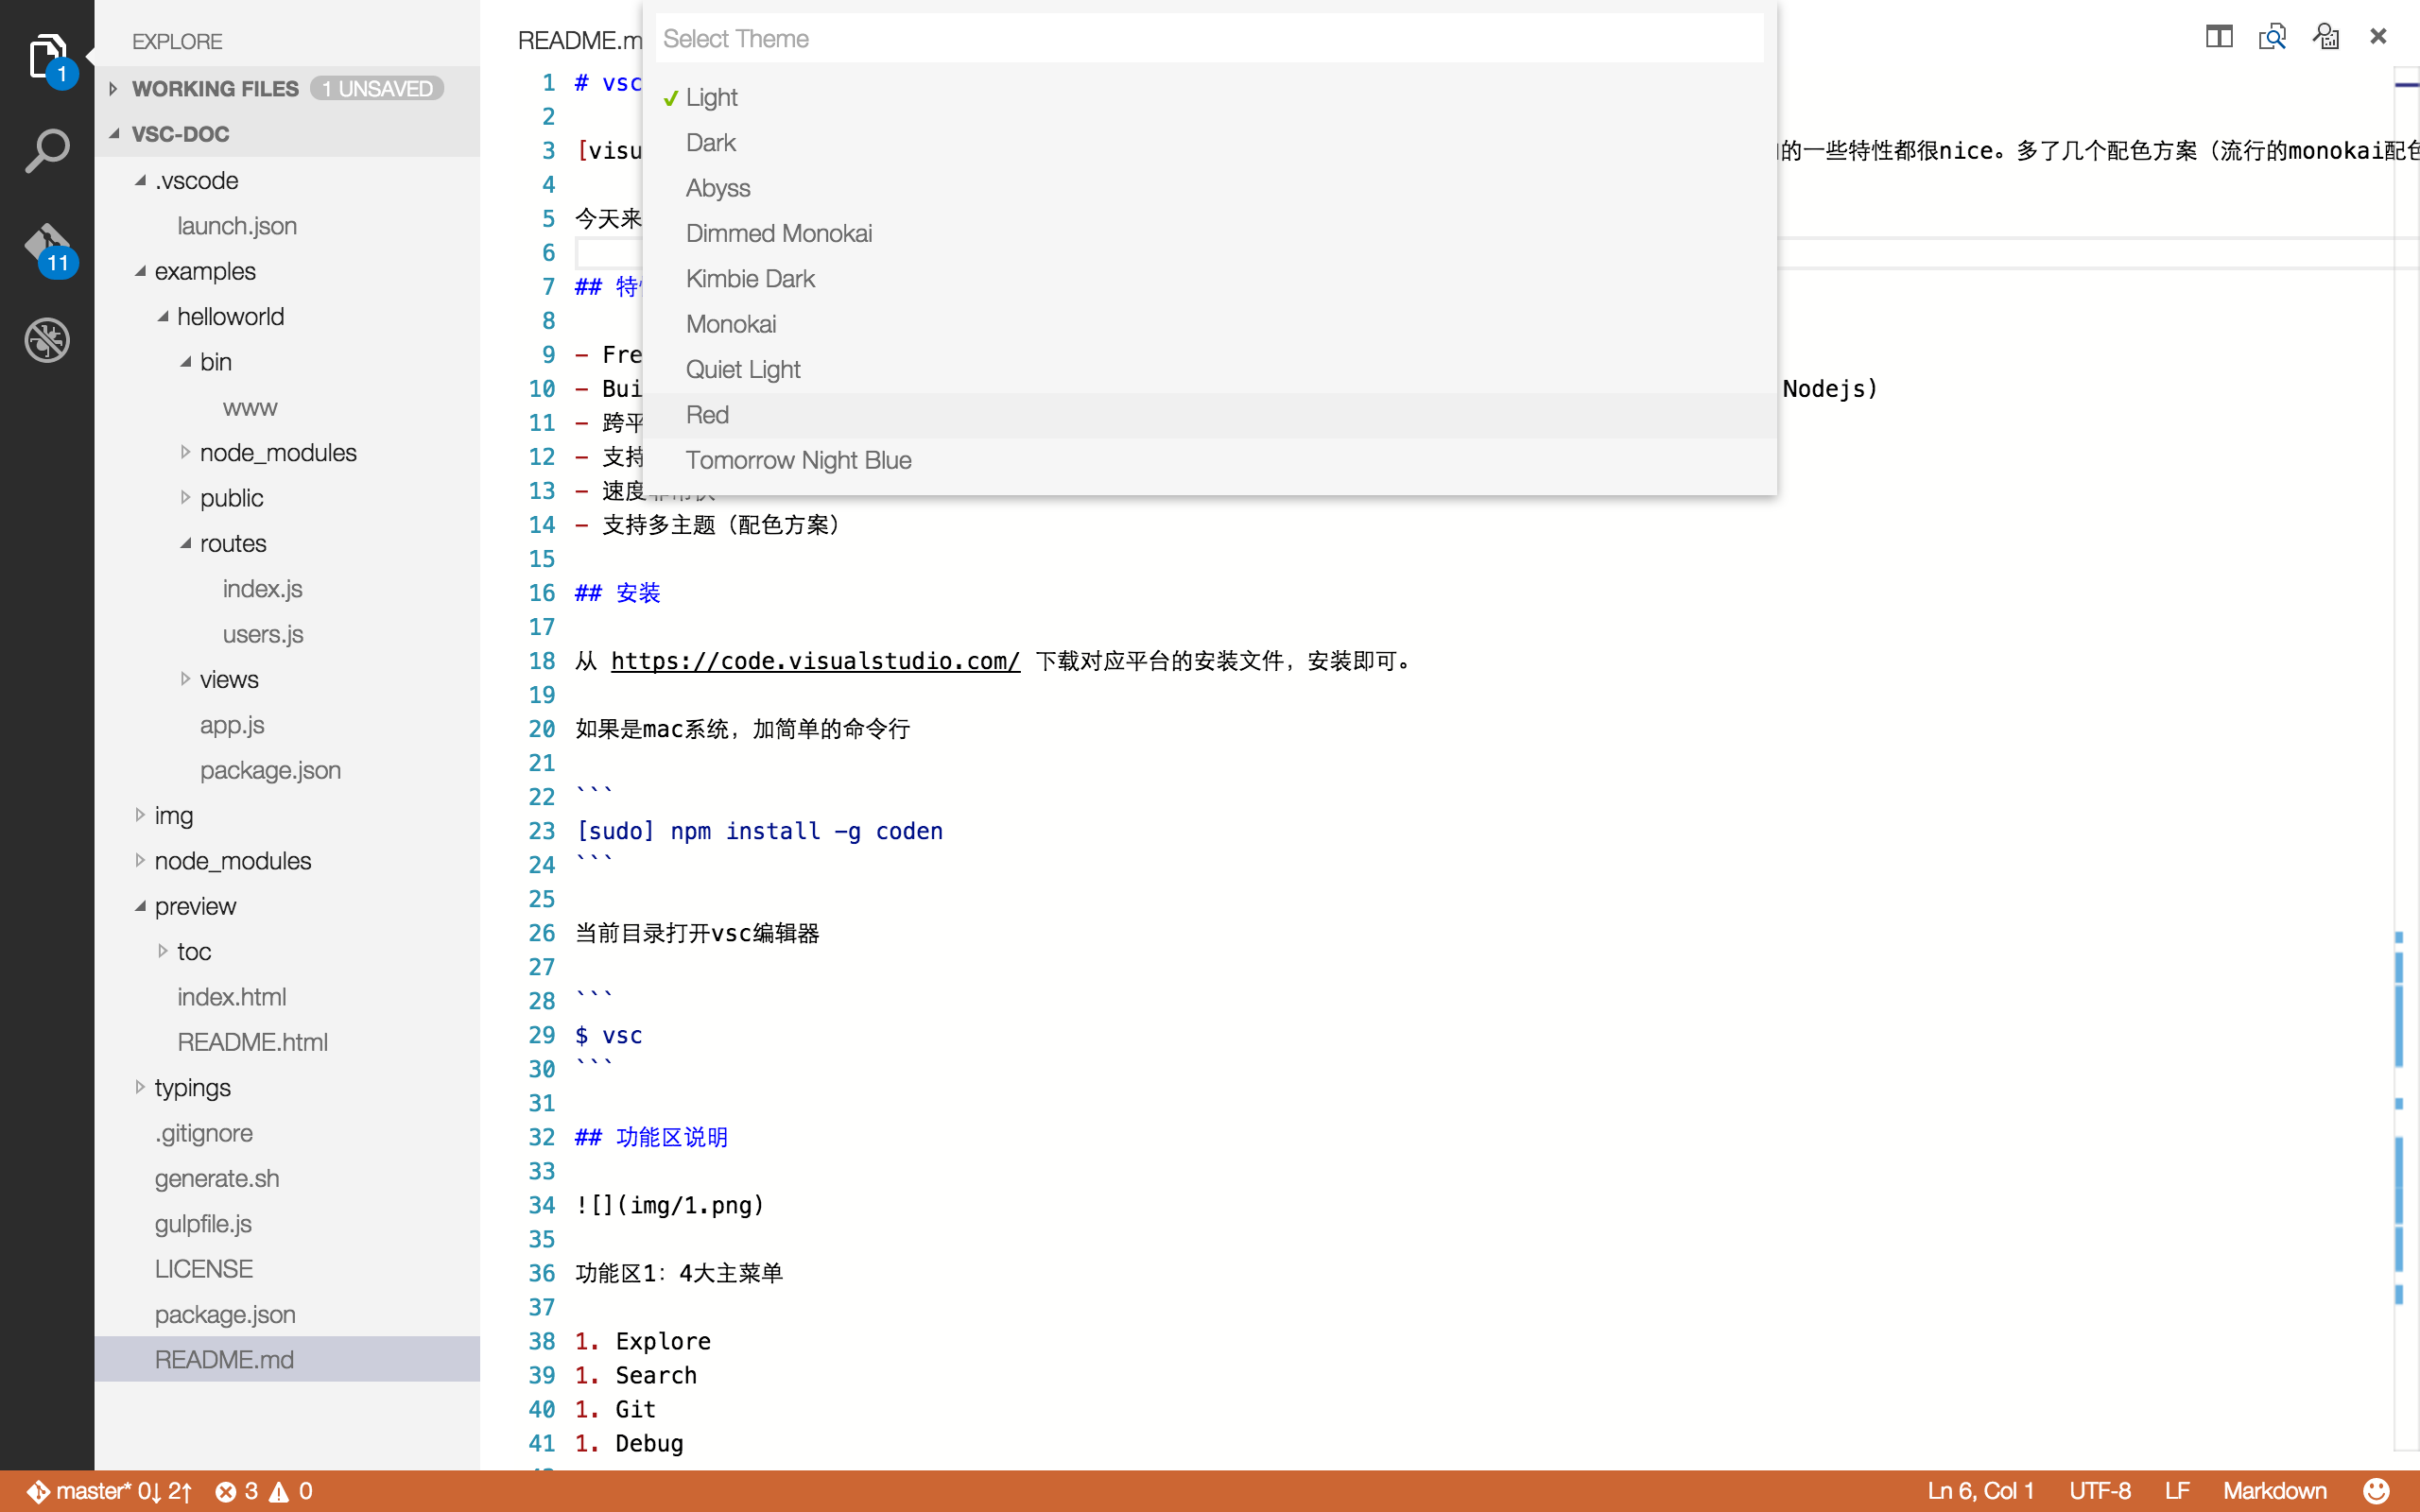 EXPLORE
WORKING FILES 1 UNSAVED
VSC-DOC
.vscode
launch.json
examples
helloworld
bin
www
node_modules
public
routes
index.js
users.js
views
app.js
package.json
img
node_modules
preview
toc
index.html
README.html
typings
.gitignore
generate.sh
gulpfile.js
LICENSE
package.json
README.md
1
11
README.m
Select Theme
✓ Light
Dark
Abyss
Dimmed Monokai
Kimbie Dark
Monokai
Quiet Light
Red
Tomorrow Night Blue
1 # vsc
2
3 [visu 的一些特性都很nice。多了几个配色方案（流行的monokai配色
4
5 今天来
6
7 ## 特
8
9 - Fre
10 - Bui Nodejs)
11 - 跨平
12 - 支持
13 - 速度
14 - 支持多主题（配色方案）
15
16 ## 安装
17
18 从 https://code.visualstudio.com/ 下载对应平台的安装文件，安装即可。
19
20 如果是mac系统，加简单的命令行
21
22 ```
23 [sudo] npm install -g coden
24 ```
25
26 当前目录打开vsc编辑器
27
28 ```
29 $ vsc
30 ```
31
32 ## 功能区说明
33
34 ![](img/1.png)
35
36 功能区1：4大主菜单
37
38 1. Explore
39 1. Search
40 1. Git
41 1. Debug
master* 0↓ 2↑ 3 0
Ln 6, Col 1 UTF-8 LF Markdown